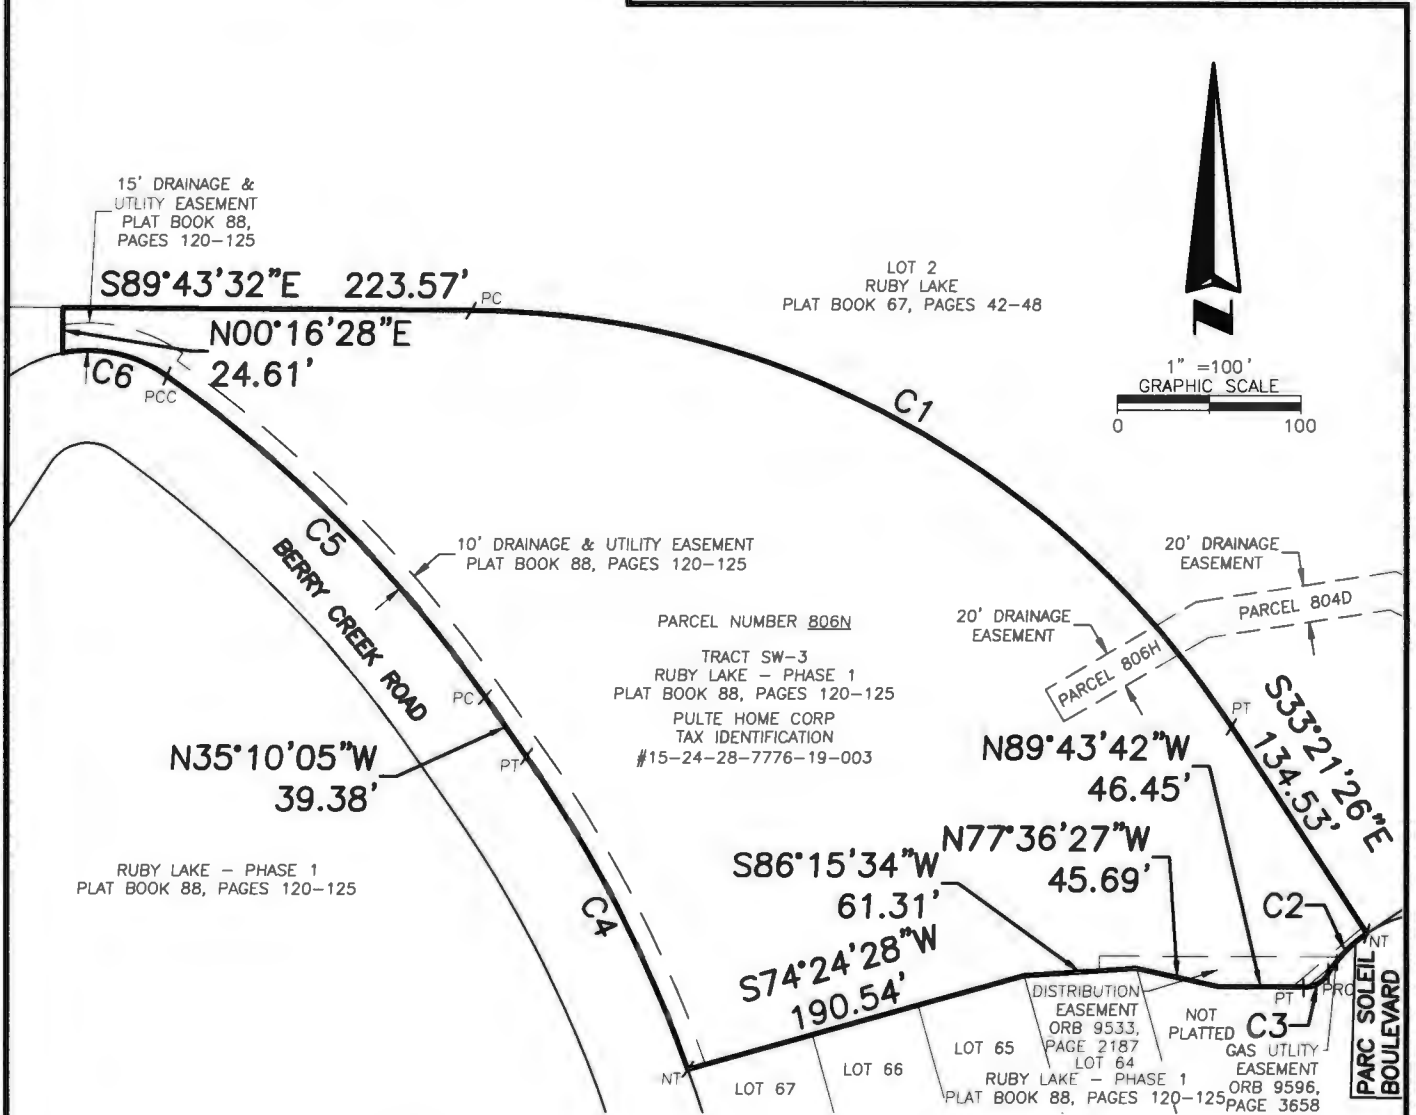 15' DRAINAGE &
UTLITY EASEMENT
PLAT BOOK 88,
PAGES 120-125
S89°43'32"E 223.57'
PC
N00°16'28"E
24.61'
C6
PCC
LOT 2
RUBY LAKE
PLAT BOOK 67, PAGES 42-48
N
1" =100'
GRAPHIC SCALE
0 100
C1
C5
BERRY CREEK ROAD
10' DRAINAGE & UTILITY EASEMENT
PLAT BOOK 88, PAGES 120-125
20' DRAINAGE
EASEMENT
PARCEL 804D
20' DRAINAGE
EASEMENT
PARCEL 806H
PARCEL NUMBER 806N
TRACT SW-3
RUBY LAKE - PHASE 1
PLAT BOOK 88, PAGES 120-125
PULTE HOME CORP
TAX IDENTIFICATION
#15-24-28-7776-19-003
PC
N35°10'05"W
39.38'
PT
PT
S33°21'26"E
134.53'
N89°43'42"W
46.45'
N77°36'27"W
45.69'
S86°15'34"W
61.31'
S74°24'28"W
190.54'
RUBY LAKE - PHASE 1
PLAT BOOK 88, PAGES 120-125
C4
C2
NT
PT
PRC
C3
PARC SOLEIL
BOULEVARD
DISTRIBUTION
EASEMENT
ORB 9533,
PAGE 2187
NOT
PLATTED
GAS UTLITY
EASEMENT
ORB 9596,
PAGE 3658
NT
LOT 67
LOT 66
LOT 65
LOT 64
RUBY LAKE - PHASE 1
PLAT BOOK 88, PAGES 120-125